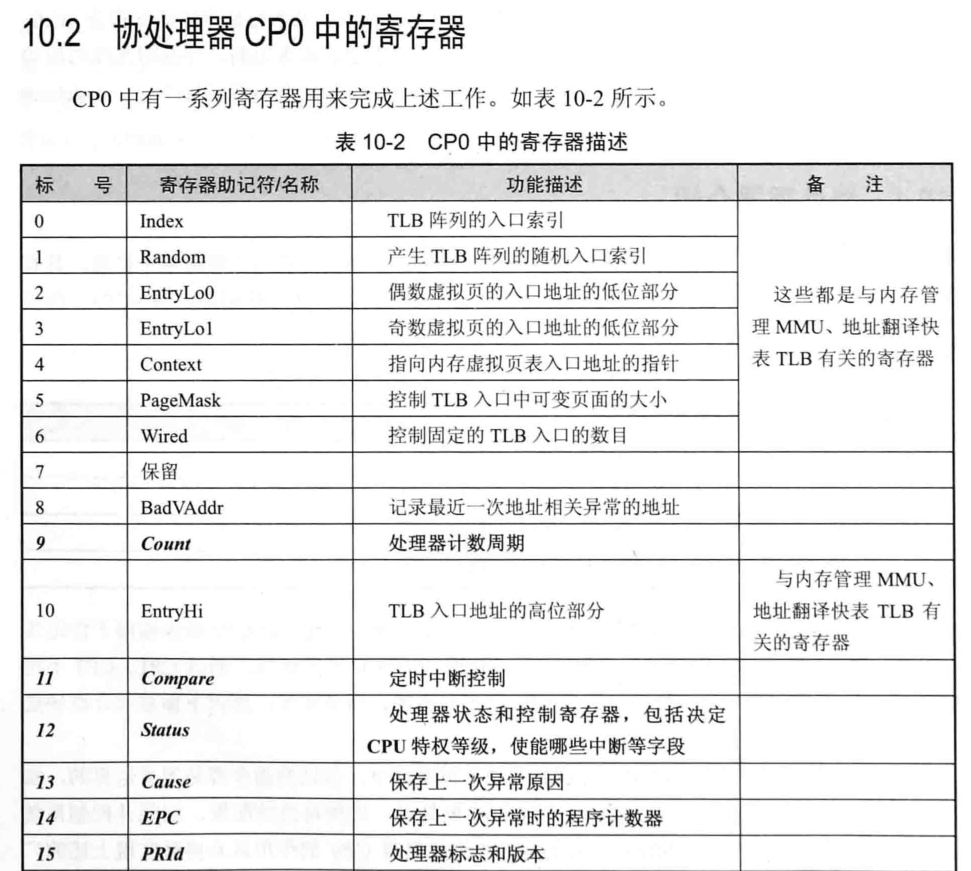 10.2 协处理器 CP0 中的寄存器
CP0 中有一系列寄存器用来完成上述工作。如表 10-2 所示。
表 10-2 CP0 中的寄存器描述
标 号 寄存器助记符/名称 功能描述 备 注
0 Index TLB 阵列的入口索引
1 Random 产生 TLB 阵列的随机入口索引
2 EntryLo0 偶数虚拟页的入口地址的低位部分
3 EntryLo1 奇数虚拟页的入口地址的低位部分
4 Context 指向内存虚拟页表入口地址的指针
5 PageMask 控制 TLB 入口中可变页面的大小
6 Wired 控制固定的 TLB 入口的数目
这些都是与内存管
理 MMU、地址翻译快
表 TLB 有关的寄存器
7 保留
8 BadVAddr 记录最近一次地址相关异常的地址
9 Count 处理器计数周期
10 EntryHi TLB 入口地址的高位部分
与内存管理 MMU、
地址翻译快表 TLB 有
关的寄存器
11 Compare 定时中断控制
12 Status 处理器状态和控制寄存器，包括决定
CPU 特权等级，使能哪些中断等字段
13 Cause 保存上一次异常原因
14 EPC 保存上一次异常时的程序计数器
15 PRId 处理器标志和版本